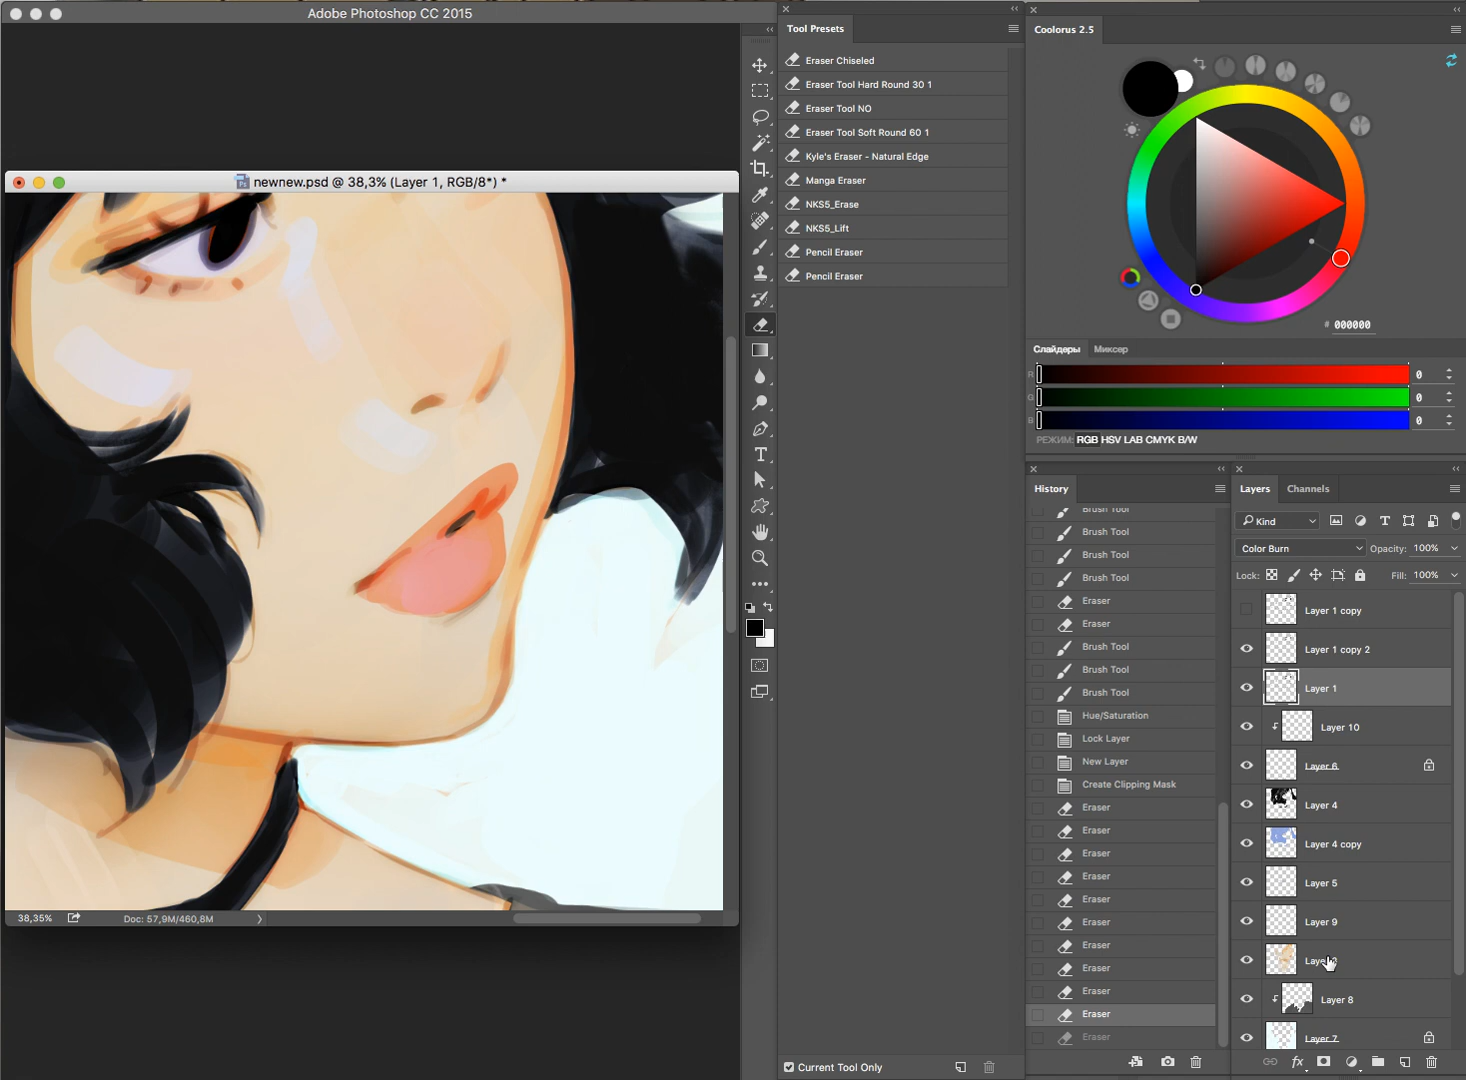 Adobe Photoshop CC 2015
newnew.psd @ 38,3% (Layer 1, RGB/8*) *
38,35%
Doc: 57,9M/460,8M
Tool Presets
Eraser Chiseled
Eraser Tool Hard Round 30 1
Eraser Tool NO
Eraser Tool Soft Round 60 1
Kyle's Eraser - Natural Edge
Manga Eraser
NKS5_Erase
NKS5_Lift
Pencil Eraser
Pencil Eraser
Current Tool Only
Coolorus 2.5
# 000000
Слайдеры Миксер
R 0
G 0
B 0
РЕЖИМ: RGB HSV LAB CMYK B/W
History
Brush Tool
Brush Tool
Brush Tool
Brush Tool
Eraser
Eraser
Brush Tool
Brush Tool
Brush Tool
Hue/Saturation
Lock Layer
New Layer
Create Clipping Mask
Eraser
Eraser
Eraser
Eraser
Eraser
Eraser
Eraser
Eraser
Eraser
Eraser
Eraser
Layers Channels
Kind
Color Burn Opacity: 100%
Lock: Fill: 100%
Layer 1 copy
Layer 1 copy 2
Layer 1
Layer 10
Layer 6
Layer 4
Layer 4 copy
Layer 5
Layer 9
Layer 8
Layer 7
fx